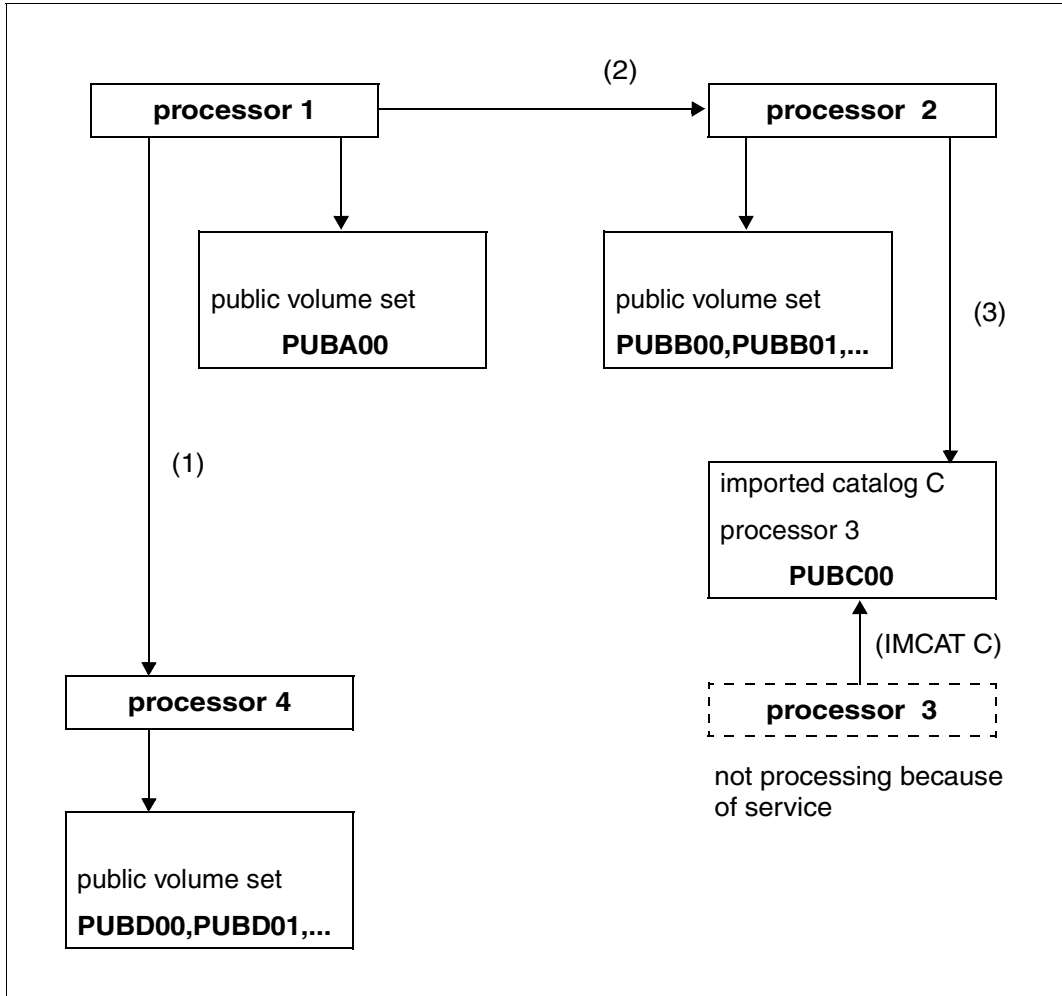 (2)
processor 1
processor 2
public volume set
PUBA00
public volume set
PUBB00,PUBB01,...
(3)
(1)
imported catalog C
processor 3
PUBC00
(IMCAT C)
processor 4
processor 3
not processing because
of service
public volume set
PUBD00,PUBD01,...